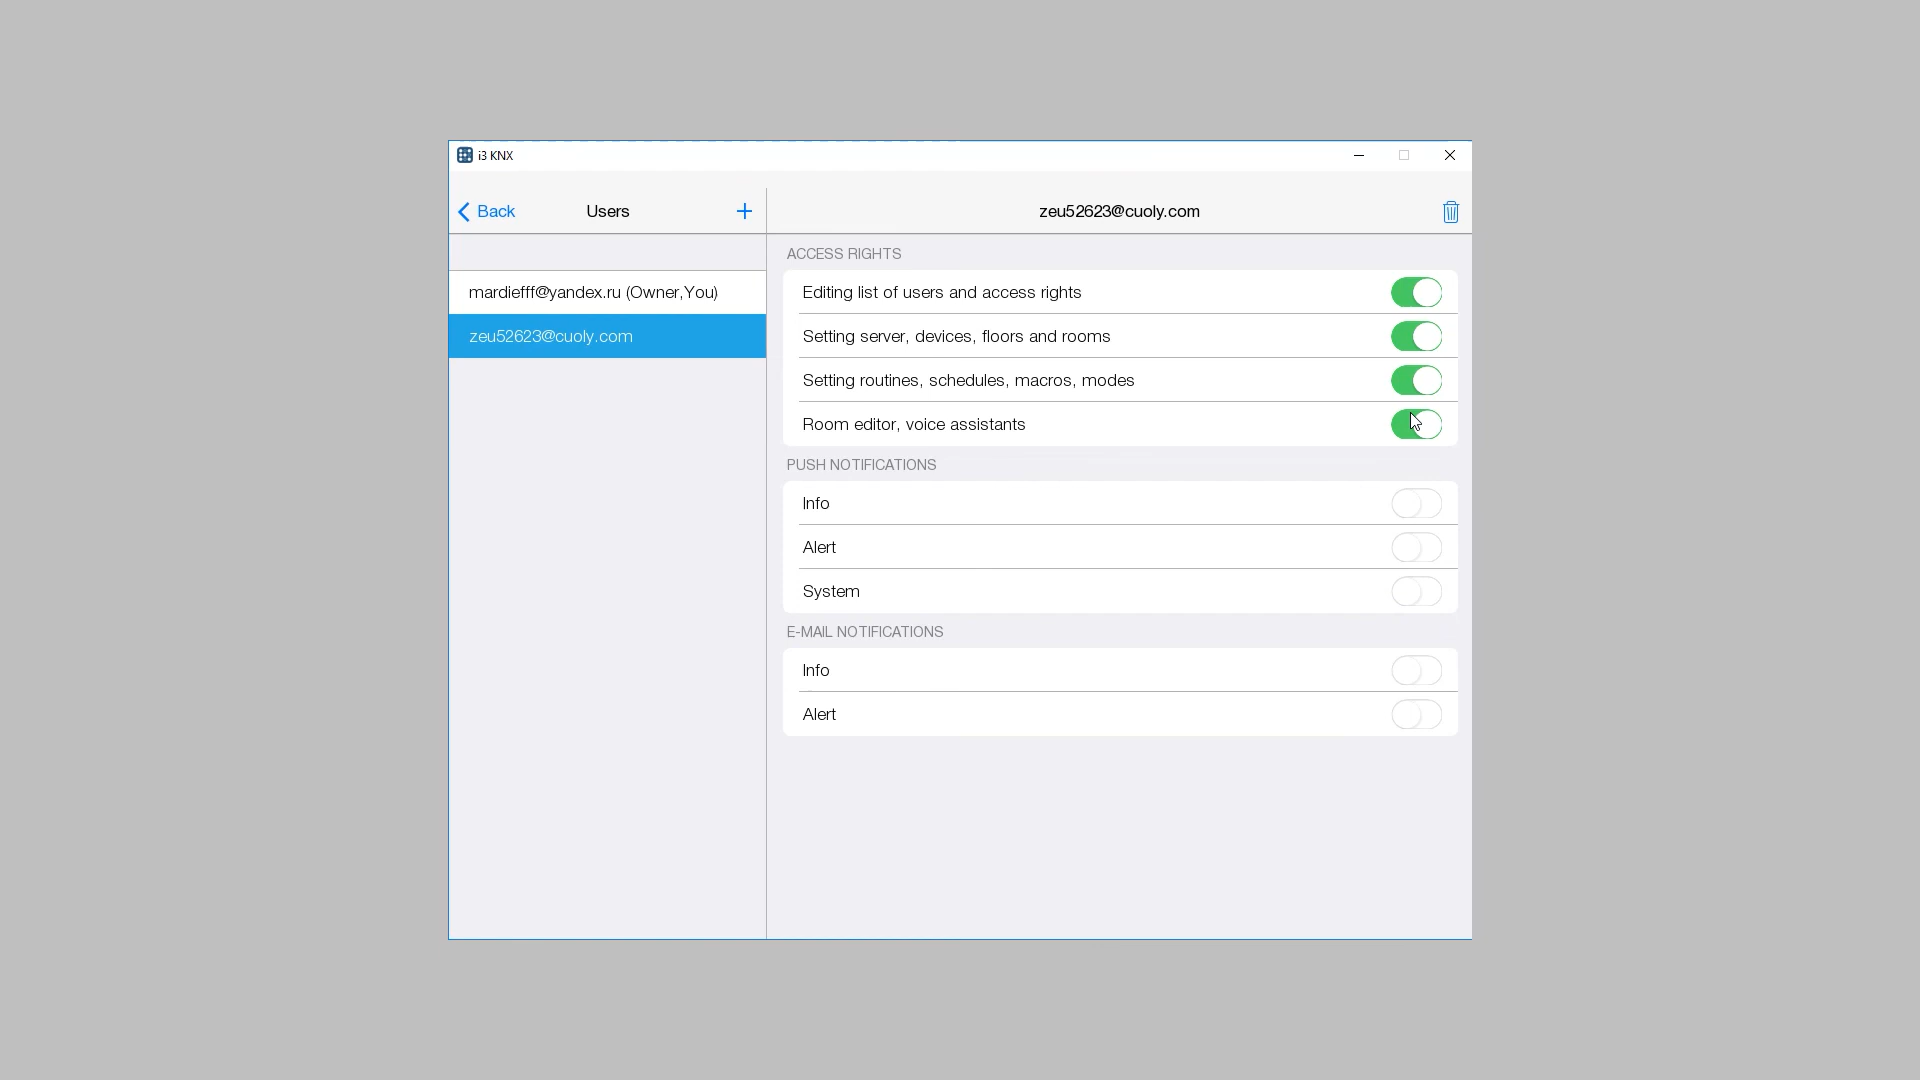 i3 KNX
Back Users + zeu52623@cuoly.com
mardiefff@yandex.ru (Owner,You)
zeu52623@cuoly.com
ACCESS RIGHTS
Editing list of users and access rights
Setting server, devices, floors and rooms
Setting routines, schedules, macros, modes
Room editor, voice assistants
PUSH NOTIFICATIONS
Info
Alert
System
E-MAIL NOTIFICATIONS
Info
Alert